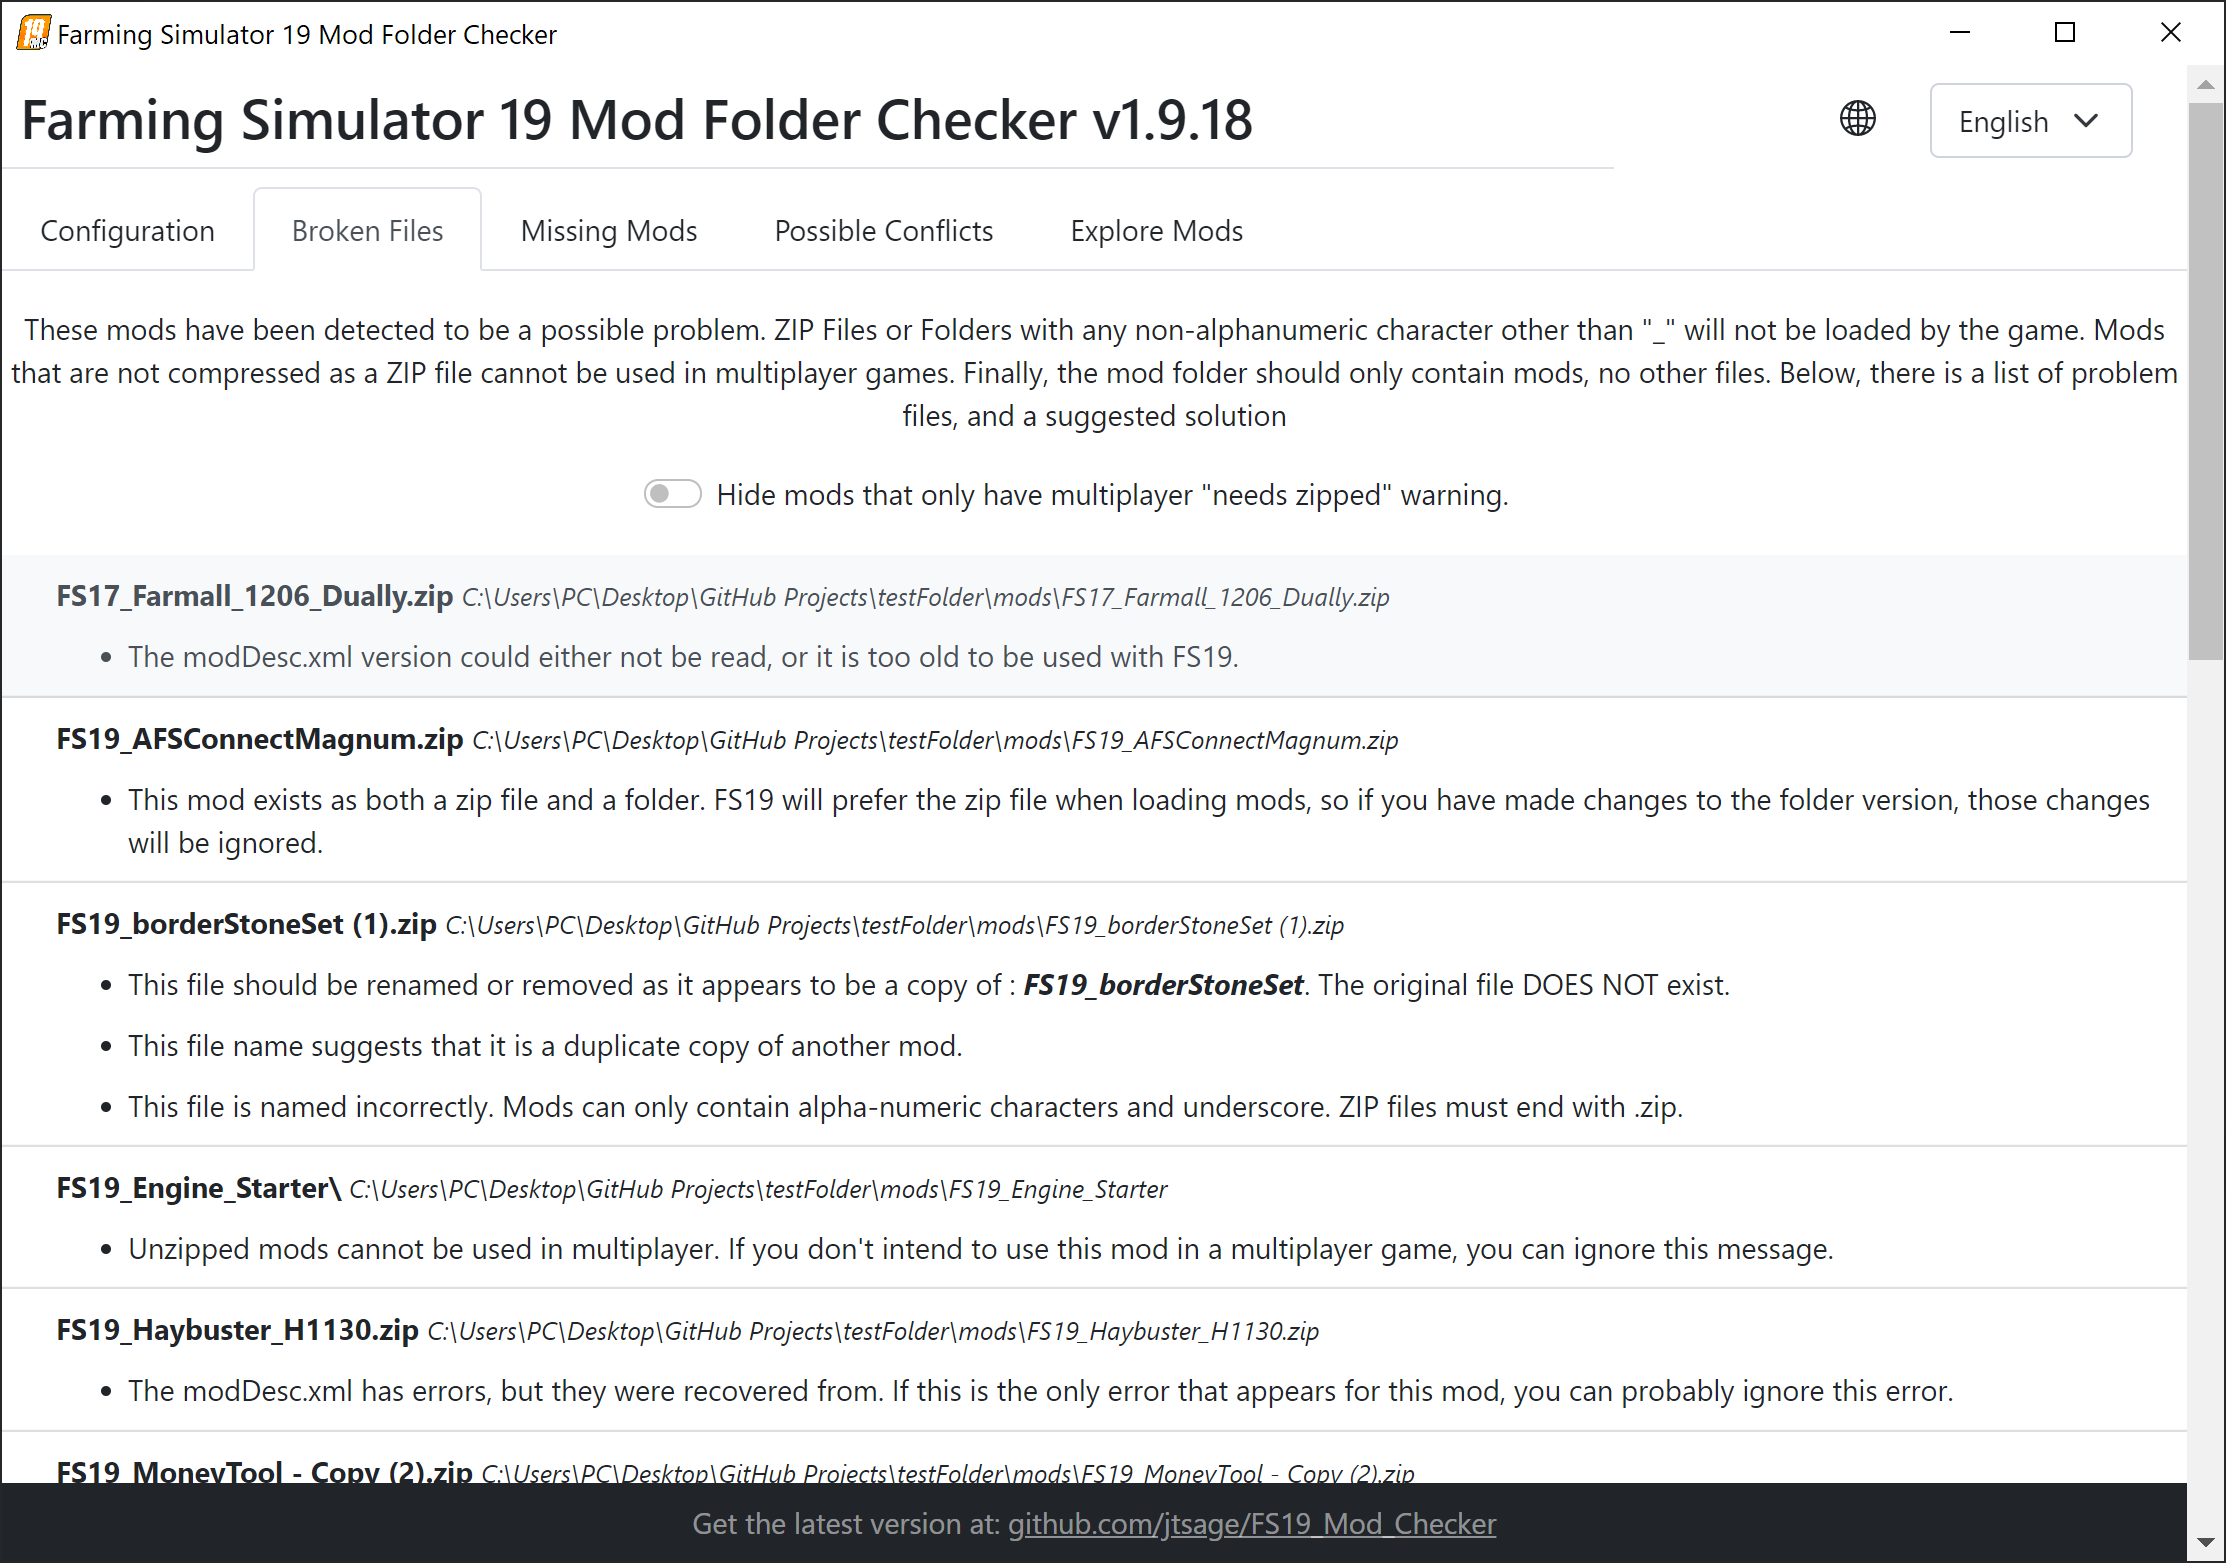 Farming Simulator 19 Mod Folder Checker
Farming Simulator 19 Mod Folder Checker v1.9.18
English
Configuration
Broken Files
Missing Mods
Possible Conflicts
Explore Mods
These mods have been detected to be a possible problem. ZIP Files or Folders with any non-alphanumeric character other than "_" will not be loaded by the game. Mods
that are not compressed as a ZIP file cannot be used in multiplayer games. Finally, the mod folder should only contain mods, no other files. Below, there is a list of problem
files, and a suggested solution
Hide mods that only have multiplayer "needs zipped" warning.
FS17_Farmall_1206_Dually.zip C:\Users\PC\Desktop\GitHub Projects\testFolder\mods\FS17_Farmall_1206_Dually.zip
• The modDesc.xml version could either not be read, or it is too old to be used with FS19.
FS19_AFSConnectMagnum.zip C:\Users\PC\Desktop\GitHub Projects\testFolder\mods\FS19_AFSConnectMagnum.zip
• This mod exists as both a zip file and a folder. FS19 will prefer the zip file when loading mods, so if you have made changes to the folder version, those changes
will be ignored.
FS19_borderStoneSet (1).zip C:\Users\PC\Desktop\GitHub Projects\testFolder\mods\FS19_borderStoneSet (1).zip
• This file should be renamed or removed as it appears to be a copy of : FS19_borderStoneSet. The original file DOES NOT exist.
• This file name suggests that it is a duplicate copy of another mod.
• This file is named incorrectly. Mods can only contain alpha-numeric characters and underscore. ZIP files must end with .zip.
FS19_Engine_Starter\ C:\Users\PC\Desktop\GitHub Projects\testFolder\mods\FS19_Engine_Starter
• Unzipped mods cannot be used in multiplayer. If you don't intend to use this mod in a multiplayer game, you can ignore this message.
FS19_Haybuster_H1130.zip C:\Users\PC\Desktop\GitHub Projects\testFolder\mods\FS19_Haybuster_H1130.zip
• The modDesc.xml has errors, but they were recovered from. If this is the only error that appears for this mod, you can probably ignore this error.
FS19_MoneyTool - Copy (2).zip C:\Users\PC\Desktop\GitHub Projects\testFolder\mods\FS19_MoneyTool - Copy (2).zip
Get the latest version at: github.com/jtsage/FS19_Mod_Checker